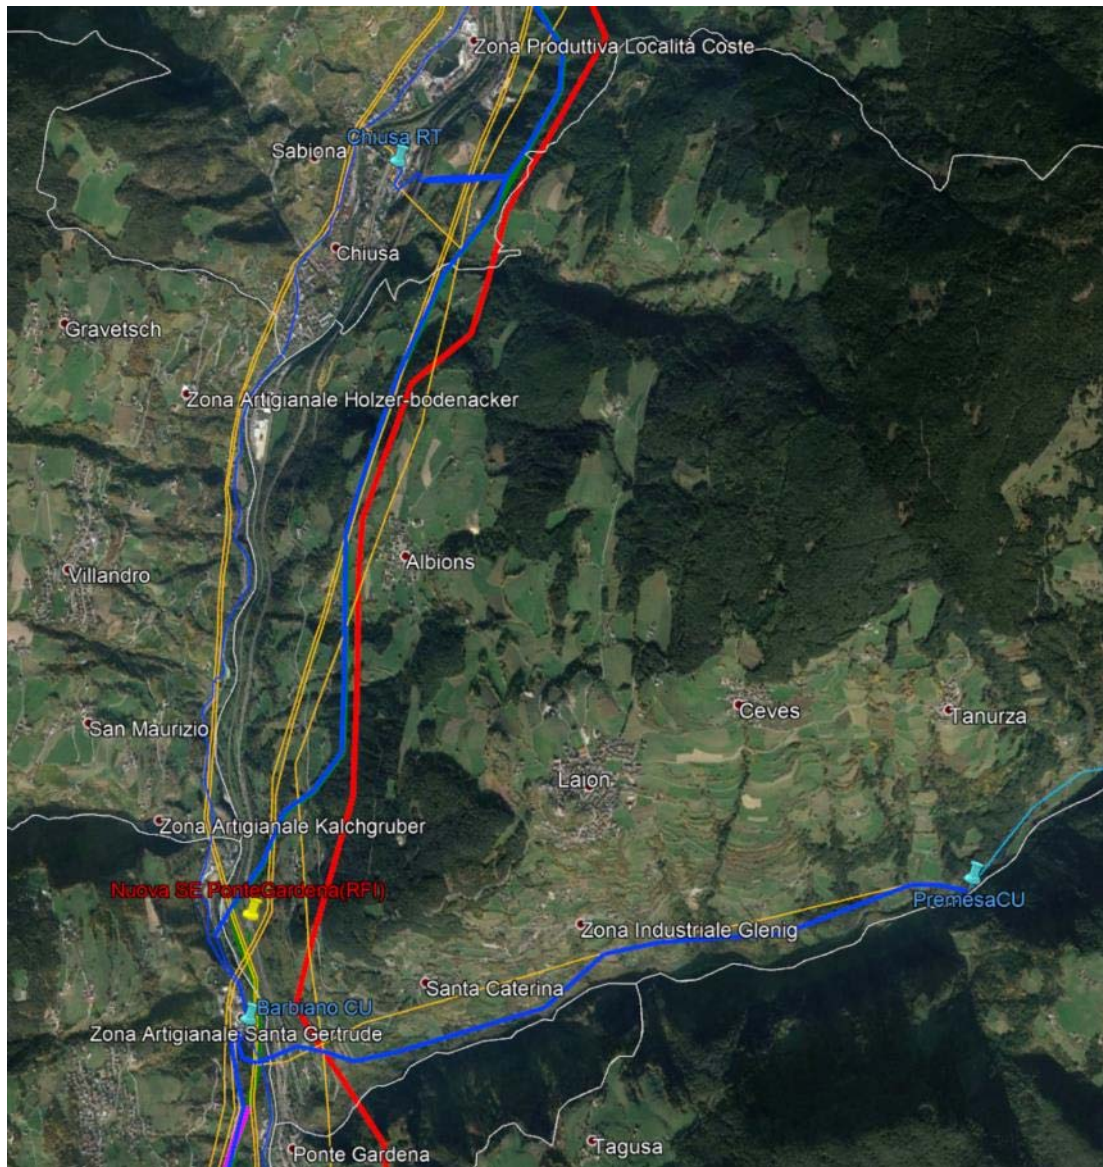 Zona Produttiva Località Coste
Chiusa RT
Sabiona
Chiusa
Gravetsch
Zona Artigianale Holzer-bodenacker
Albions
Villandro
Ceves
Tanurza
San Maurizio
Laion
Zona Artigianale Kalchgruber
Nuova SE PonteGardena(RFI)
PremesaCU
Zona Industriale Glenig
Santa Caterina
Barbiano CU
Zona Artigianale Santa Gertrude
Ponte Gardena
Tagusa